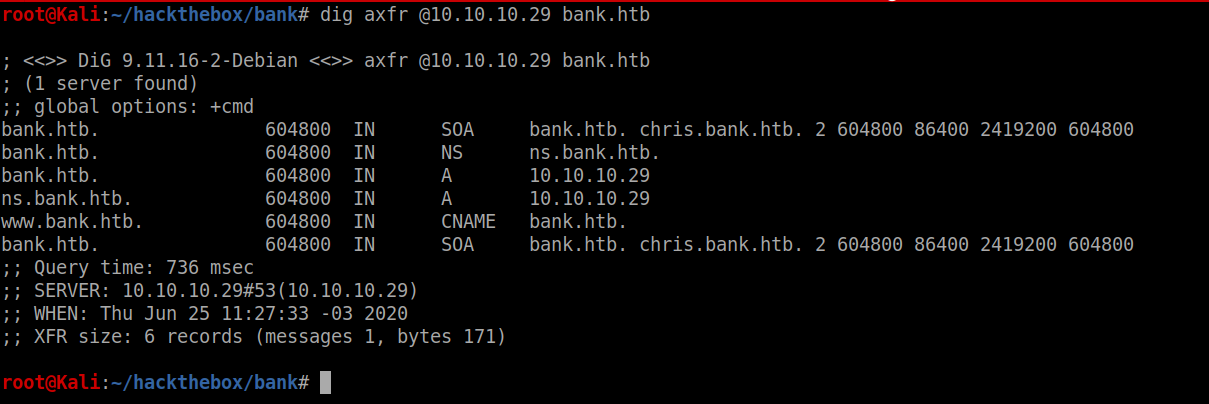 root@Kali:~/hackthebox/bank# dig axfr @10.10.10.29 bank.htb
; <<>> DiG 9.11.16-2-Debian <<>> axfr @10.10.10.29 bank.htb
; (1 server found)
;; global options: +cmd
bank.htb. 604800 IN SOA bank.htb. chris.bank.htb. 2 604800 86400 2419200 604800
bank.htb. 604800 IN NS ns.bank.htb.
bank.htb. 604800 IN A 10.10.10.29
ns.bank.htb. 604800 IN A 10.10.10.29
www.bank.htb. 604800 IN CNAME bank.htb.
bank.htb. 604800 IN SOA bank.htb. chris.bank.htb. 2 604800 86400 2419200 604800
;; Query time: 736 msec
;; SERVER: 10.10.10.29#53(10.10.10.29)
;; WHEN: Thu Jun 25 11:27:33 -03 2020
;; XFR size: 6 records (messages 1, bytes 171)
root@Kali:~/hackthebox/bank#